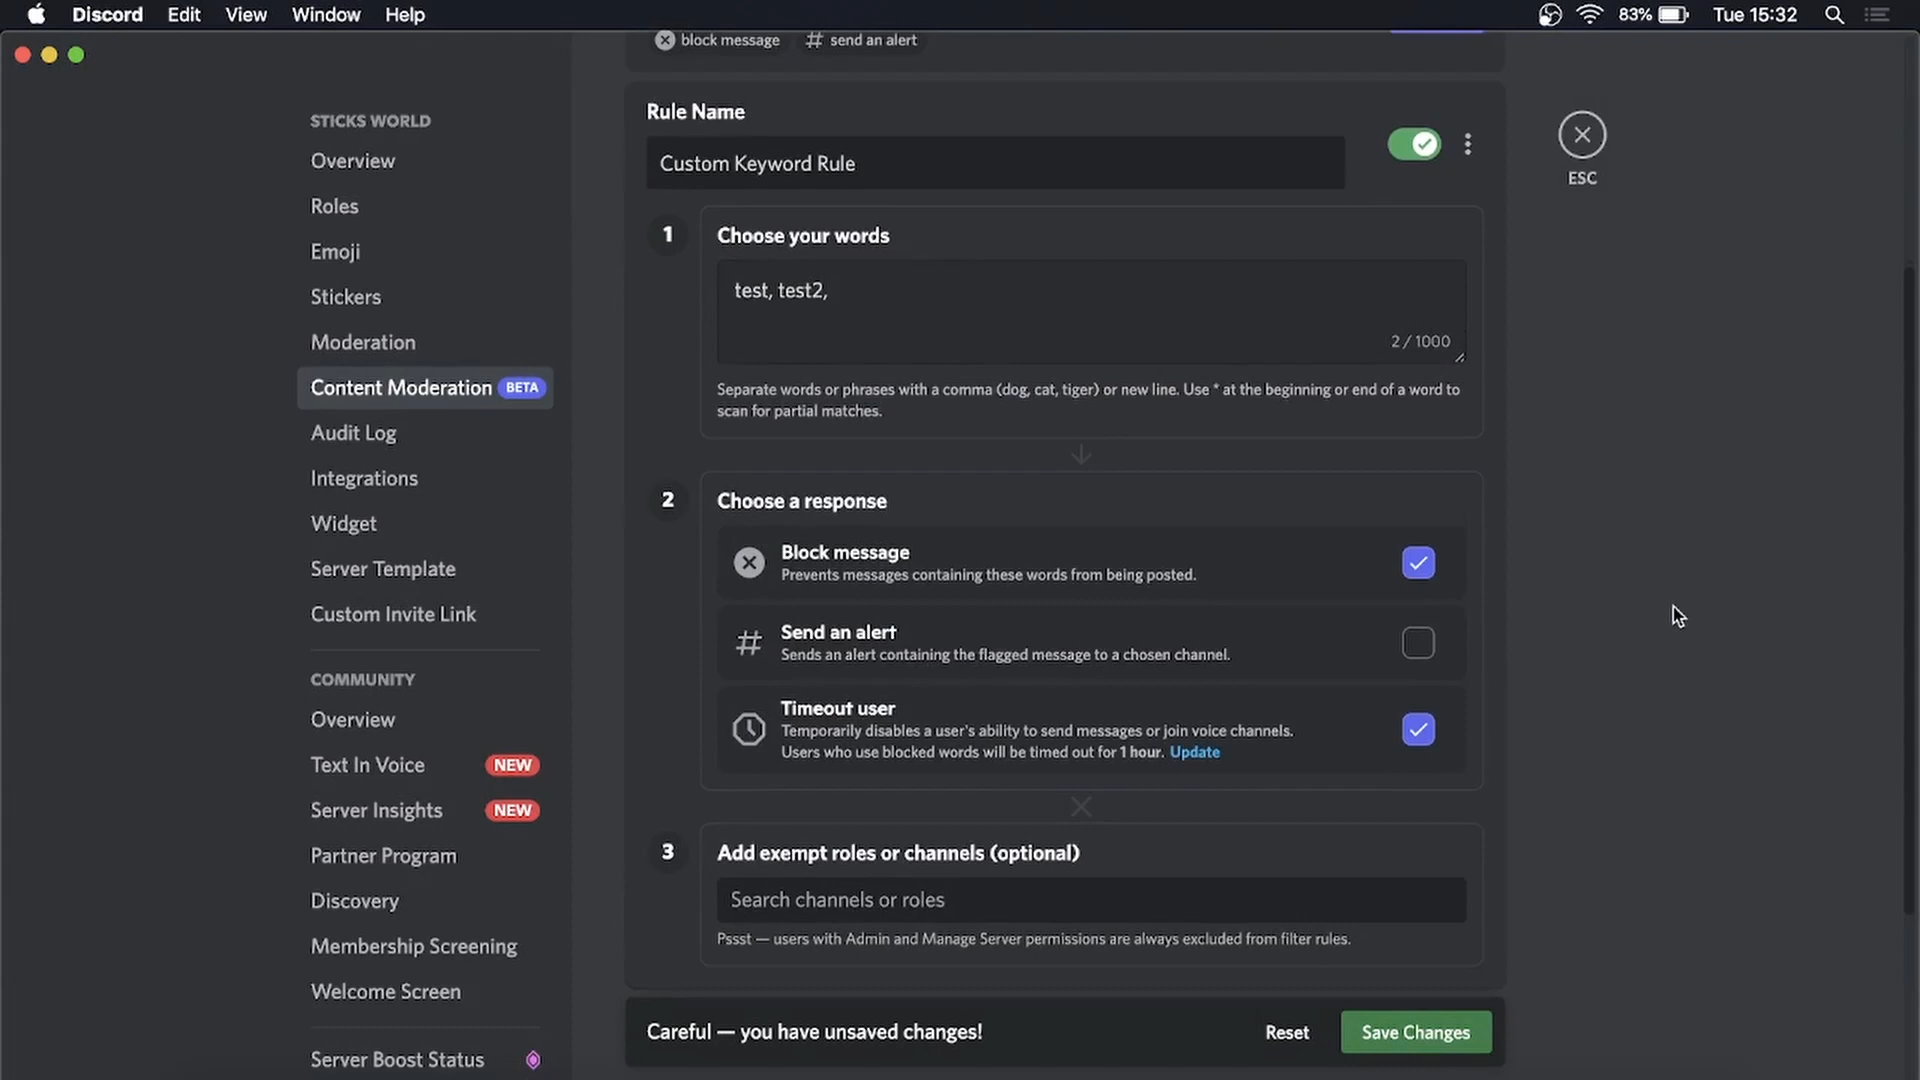 Discord Edit View Window Help 83% Tue 15:32
block message # send an alert
STICKS WORLD
Overview
Roles
Emoji
Stickers
Moderation
Content Moderation BETA
Audit Log
Integrations
Widget
Server Template
Custom Invite Link
COMMUNITY
Overview
Text In Voice NEW
Server Insights NEW
Partner Program
Discovery
Membership Screening
Welcome Screen
Server Boost Status
Rule Name
Custom Keyword Rule
ESC
1 Choose your words
test, test2,
2 / 1000
Separate words or phrases with a comma (dog, cat, tiger) or new line. Use * at the beginning or end of a word to
scan for partial matches.
2 Choose a response
Block message
Prevents messages containing these words from being posted.
# Send an alert
Sends an alert containing the flagged message to a chosen channel.
Timeout user
Temporarily disables a user's ability to send messages or join voice channels.
Users who use blocked words will be timed out for 1 hour. Update
3 Add exempt roles or channels (optional)
Search channels or roles
Pssst — users with Admin and Manage Server permissions are always excluded from filter rules.
Careful — you have unsaved changes! Reset Save Changes